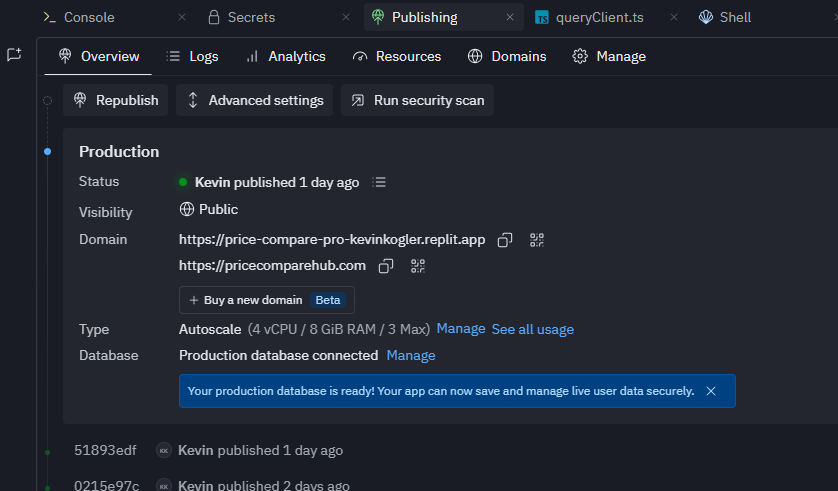 Console
Secrets
Publishing
TS queryClient.ts
Shell
Overview
Logs
Analytics
Resources
Domains
Manage
Republish
Advanced settings
Run security scan
Production
Status
Kevin published 1 day ago
Visibility
Public
Domain
https://price-compare-pro-kevinkogler.replit.app
https://pricecomparehub.com
+ Buy a new domain Beta
Type
Autoscale (4 vCPU / 8 GiB RAM / 3 Max) Manage See all usage
Database
Production database connected Manage
Your production database is ready! Your app can now save and manage live user data securely.
51893edf KK Kevin published 1 day ago
0215e97c KK Kevin published 2 days ago